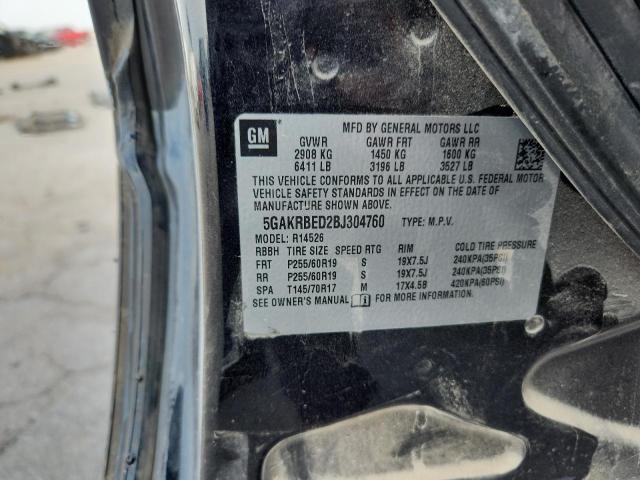 GM
MFD BY GENERAL MOTORS LLC
GVWR GAWR FRT GAWR RR
2908 KG 1450 KG 1600 KG
6411 LB 3196 LB 3527 LB
THIS VEHICLE CONFORMS TO ALL APPLICABLE U.S. FEDERAL MOTOR
VEHICLE SAFETY STANDARDS IN EFFECT ON THE DATE OF
MANUFACTURE SHOWN ABOVE.
5GAKRBED2BJ304760 TYPE: M.P.V.
MODEL: R14526
RBBH TIRE SIZE SPEED RTG RIM COLD TIRE PRESSURE
FRT P255/60R19 S 19X7.5J 240KPA(35PSI)
RR P255/60R19 S 19X7.5J 240KPA(35PSI)
SPA T145/70R17 M 17X4.5B 420KPA(60PSI)
SEE OWNER'S MANUAL FOR MORE INFORMATION.